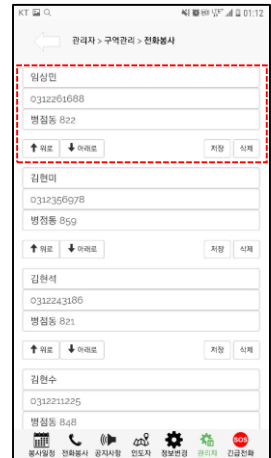 KT 01:12
관리자 > 구역관리 > 전화봉사
임상민
0312261688
병점동 822
위로 아래로 저장 삭제
김현미
0312356978
병점동 859
위로 아래로 저장 삭제
김현석
0312243186
병점동 821
위로 아래로 저장 삭제
김현수
0312211225
병점동 848
SOS
봉사일정 전화봉사 공지사항 인도자 정보변경 관리자 긴급전화